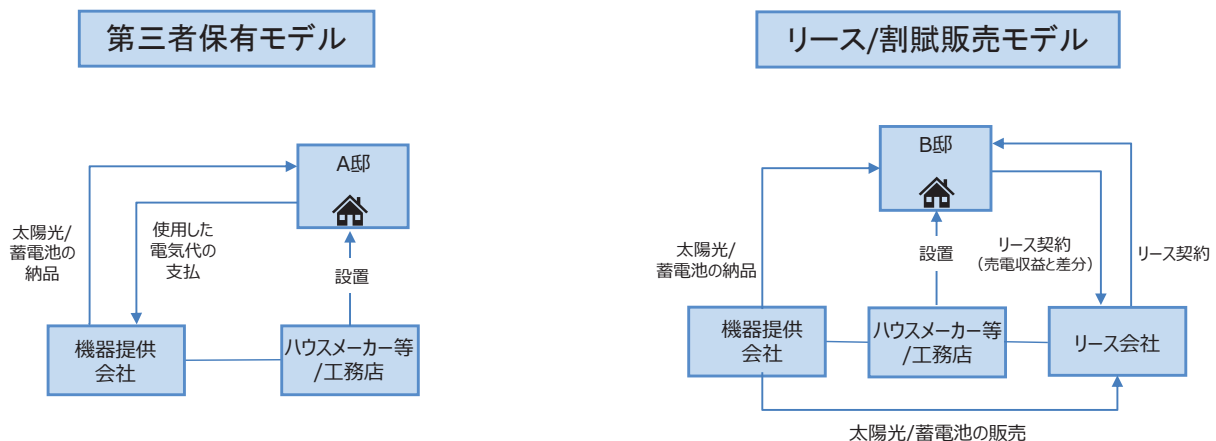 第三者保有モデル
A邸
太陽光/
蓄電池の
納品
使用した
電気代の
支払
設置
機器提供
会社
ハウスメーカー等
/工務店
リース/割賦販売モデル
B邸
太陽光/
蓄電池の納品
設置
リース契約
（売電収益と差分）
リース契約
機器提供
会社
ハウスメーカー等
/工務店
リース会社
太陽光/蓄電池の販売